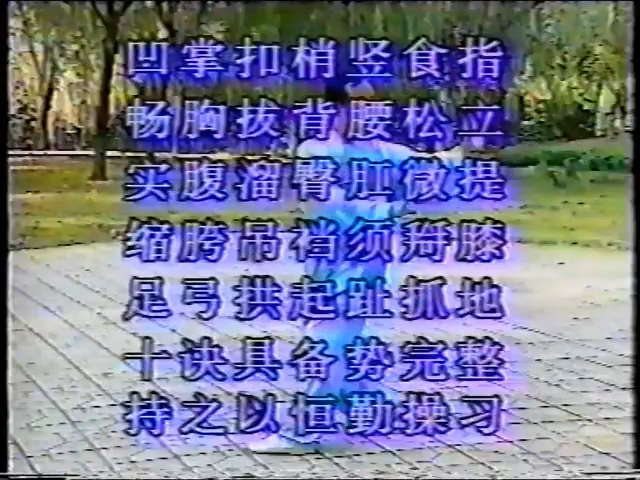 凹掌扣梢竖食指
畅胸拔背腰松立
实腹溜臀肛微提
缩胯吊裆须掰膝
足弓拱起趾抓地
十诀具备势完整
持之以恒勤操习